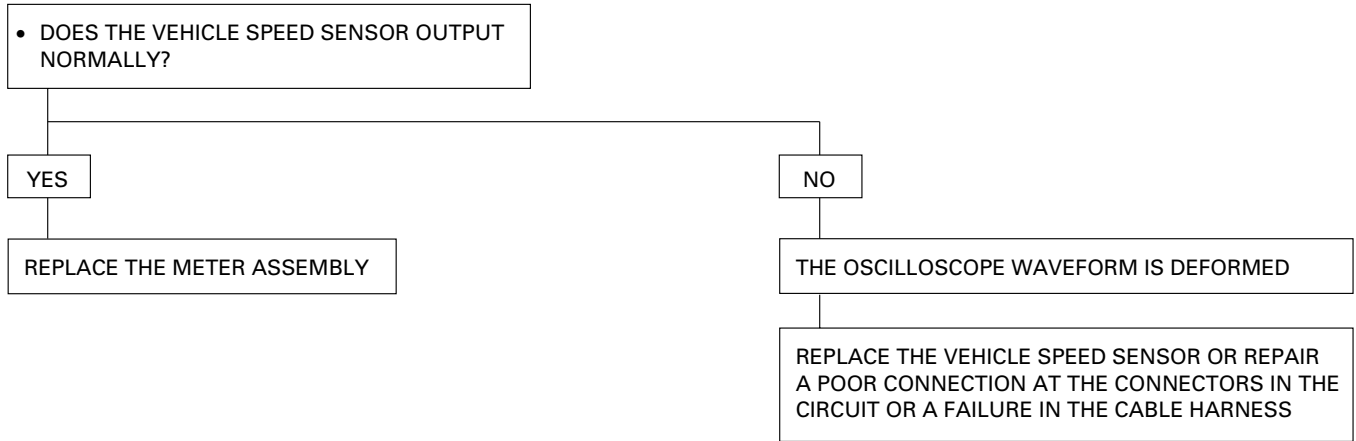 • DOES THE VEHICLE SPEED SENSOR OUTPUT
NORMALLY?
YES
NO
REPLACE THE METER ASSEMBLY
THE OSCILLOSCOPE WAVEFORM IS DEFORMED
REPLACE THE VEHICLE SPEED SENSOR OR REPAIR
A POOR CONNECTION AT THE CONNECTORS IN THE
CIRCUIT OR A FAILURE IN THE CABLE HARNESS